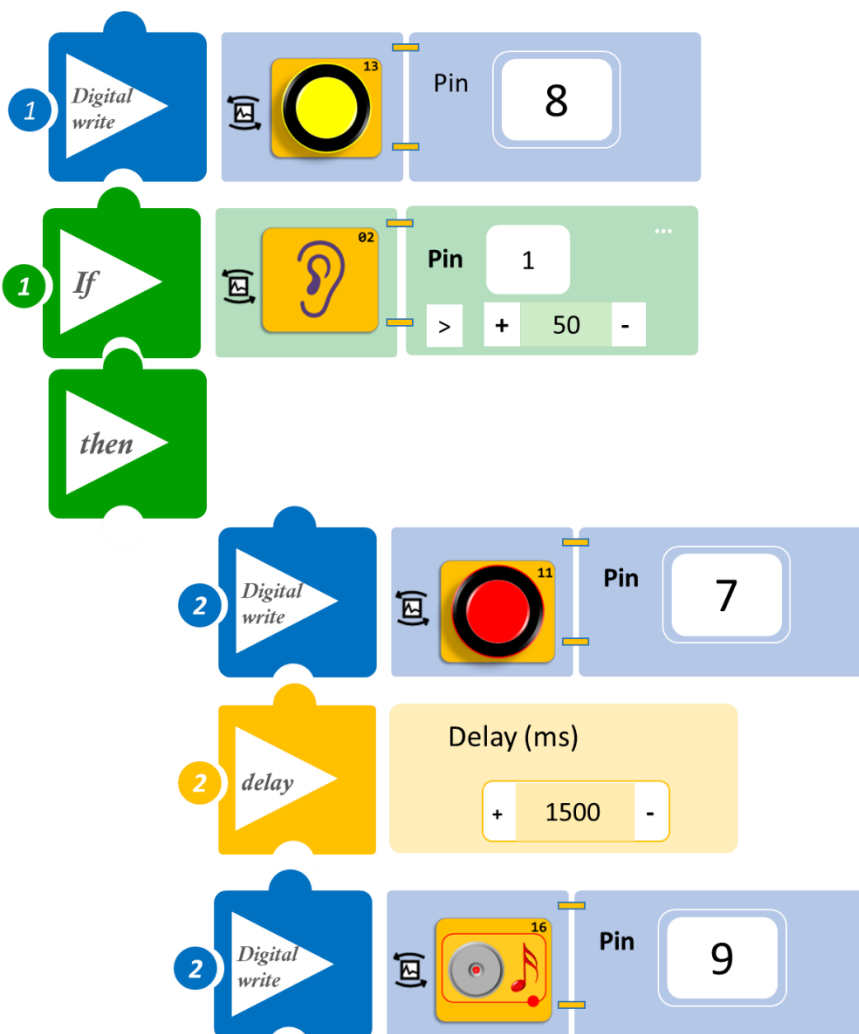 1
Digital
write
13
Pin
8
1
If
02
Pin
1
...
>
+
50
-
then
2
Digital
write
11
Pin
7
2
delay
Delay (ms)
+
1500
-
2
Digital
write
16
Pin
9